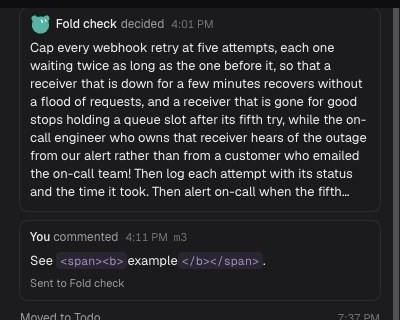 Fold check decided 4:01 PM
Cap every webhook retry at five attempts, each one
waiting twice as long as the one before it, so that a
receiver that is down for a few minutes recovers without
a flood of requests, and a receiver that is gone for good
stops holding a queue slot after its fifth try, while the on-
call engineer who owns that receiver hears of the outage
from our alert rather than from a customer who emailed
the on-call team! Then log each attempt with its status
and the time it took. Then alert on-call when the fifth…
You commented 4:11 PM m3
See <span><b> example </b></span>.
Sent to Fold check
Moved to Todo 7:37 PM